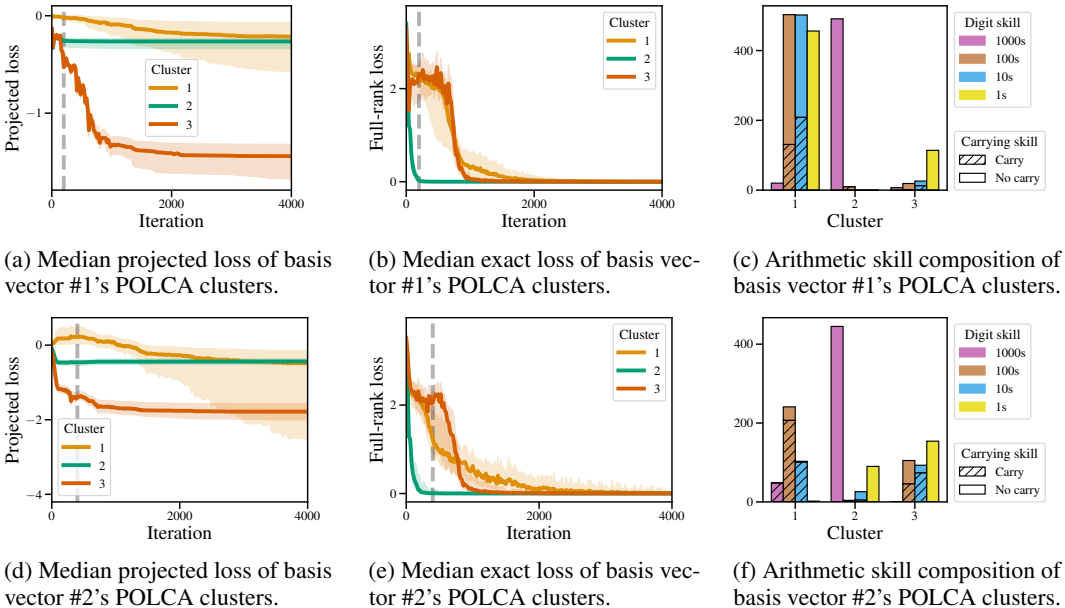 0
−1
Projected loss
Cluster
1
2
3
0
2000
4000
Iteration
(a) Median projected loss of basis
vector #1's POLCA clusters.
2
0
Full-rank loss
Cluster
1
2
3
0
2000
4000
Iteration
(b) Median exact loss of basis vec-
tor #1's POLCA clusters.
400
200
0
1
2
3
Cluster
Digit skill
1000s
100s
10s
1s
Carrying skill
Carry
No carry
(c) Arithmetic skill composition of
basis vector #1's POLCA clusters.
0
−2
−4
Projected loss
Cluster
1
2
3
0
2000
4000
Iteration
(d) Median projected loss of basis
vector #2's POLCA clusters.
2
0
Full-rank loss
Cluster
1
2
3
0
2000
4000
Iteration
(e) Median exact loss of basis vec-
tor #2's POLCA clusters.
400
200
0
1
2
3
Cluster
Digit skill
1000s
100s
10s
1s
Carrying skill
Carry
No carry
(f) Arithmetic skill composition of
basis vector #2's POLCA clusters.